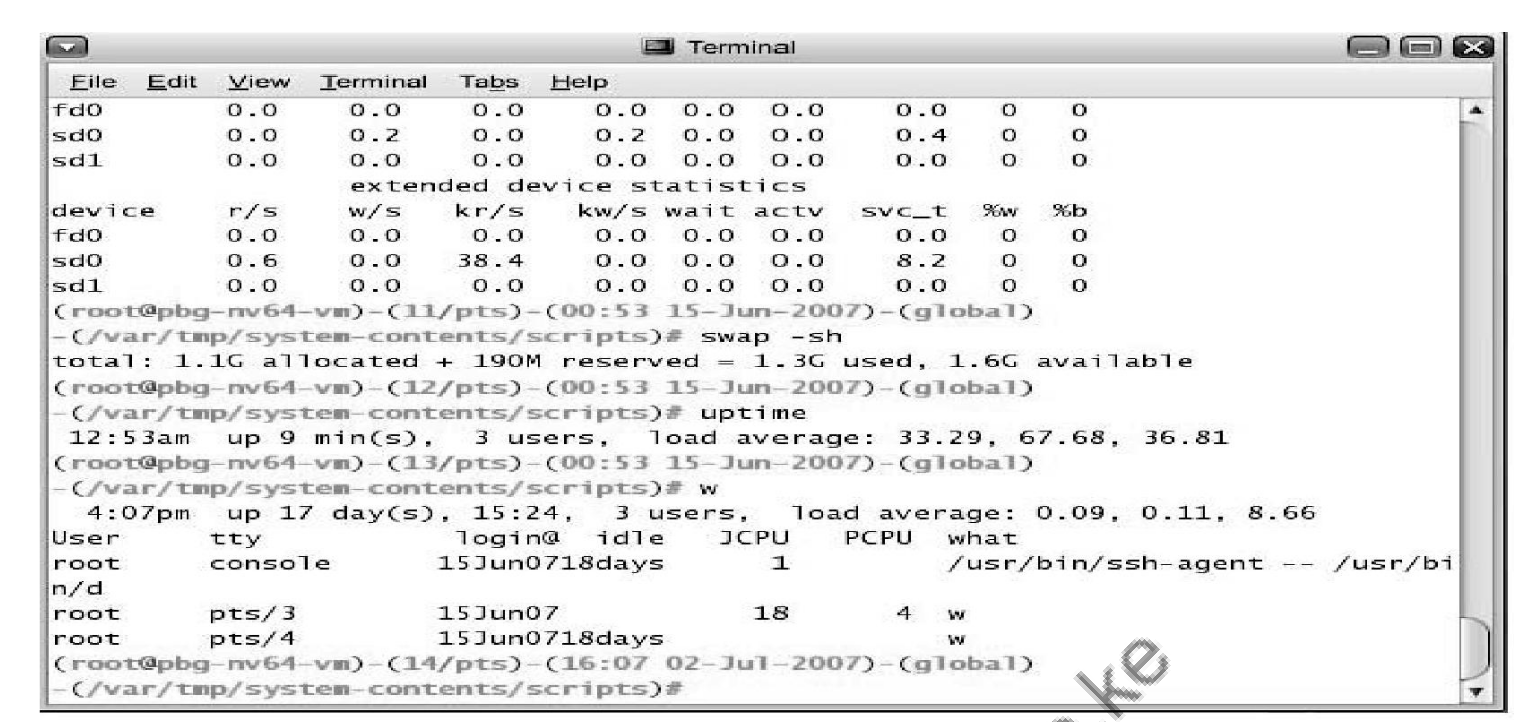 Terminal
File Edit View Terminal Tabs Help
fd0 0.0 0.0 0.0 0.0 0.0 0.0 0.0 0 0
sd0 0.0 0.2 0.0 0.2 0.0 0.0 0.4 0 0
sd1 0.0 0.0 0.0 0.0 0.0 0.0 0.0 0 0
extended device statistics
device r/s w/s kr/s kw/s wait actv svc_t %w %b
fd0 0.0 0.0 0.0 0.0 0.0 0.0 0.0 0 0
sd0 0.6 0.0 38.4 0.0 0.0 0.0 8.2 0 0
sd1 0.0 0.0 0.0 0.0 0.0 0.0 0.0 0 0
(root@pbg-nv64-vm)-(11/pts)-(00:53 15-Jun-2007)-(global)
-(/var/tmp/system-contents/scripts)# swap -sh
total: 1.1G allocated + 190M reserved = 1.3G used, 1.6G available
(root@pbg-nv64-vm)-(12/pts)-(00:53 15-Jun-2007)-(global)
-(/var/tmp/system-contents/scripts)# uptime
12:53am up 9 min(s), 3 users, load average: 33.29, 67.68, 36.81
(root@pbg-nv64-vm)-(13/pts)-(00:53 15-Jun-2007)-(global)
-(/var/tmp/system-contents/scripts)# w
4:07pm up 17 day(s), 15:24, 3 users, load average: 0.09, 0.11, 8.66
User tty login@ idle JCPU PCPU what
root console 15Jun0718days 1 /usr/bin/ssh-agent -- /usr/bi
n/d
root pts/3 15Jun07 18 4 w
root pts/4 15Jun0718days w
(root@pbg-nv64-vm)-(14/pts)-(16:07 02-Jul-2007)-(global)
-(/var/tmp/system-contents/scripts)#
ke